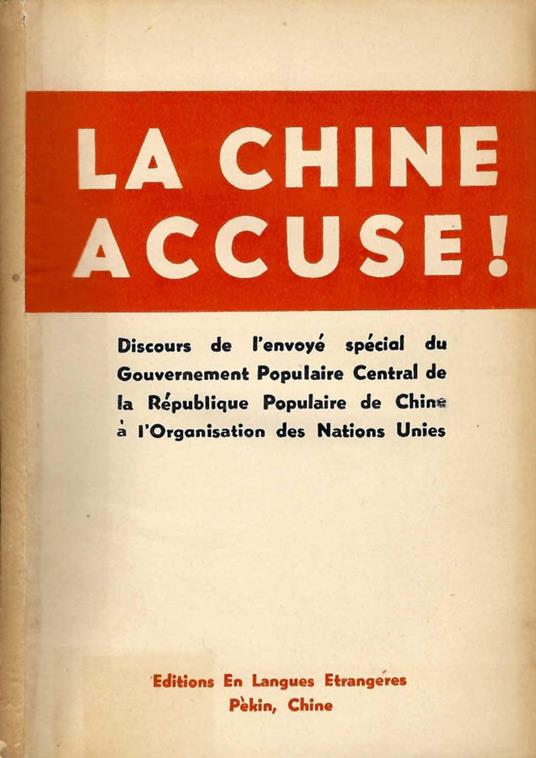 LA CHINE
ACCUSE!
Discours de l'envoyé spécial du
Gouvernement Populaire Central de
la République Populaire de Chine
à l'Organisation des Nations Unies
Editions En Langues Etrangéres
Pèkin, Chine